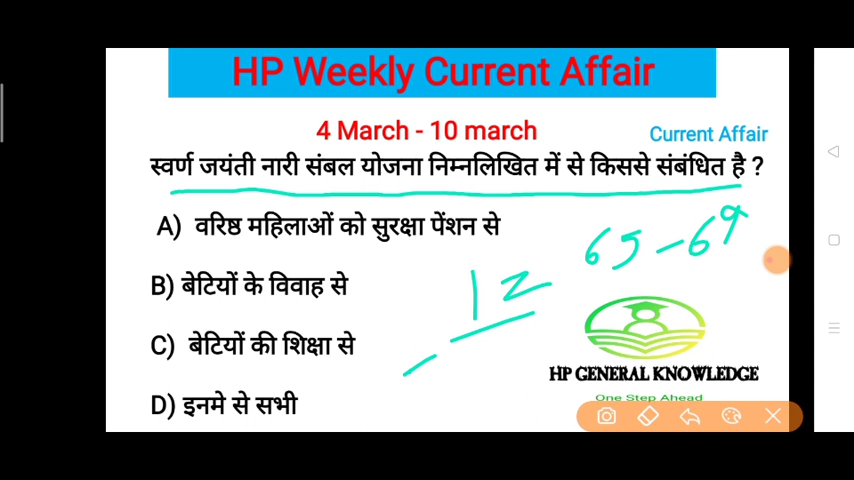 HP Weekly Current Affair
4 March - 10 march
Current Affair
स्वर्ण जयंती नारी संबल योजना निम्नलिखित में से किससे संबंधित है ?
A) वरिष्ठ महिलाओं को सुरक्षा पेंशन से
65-69
B) बेटियों के विवाह से
12
C) बेटियों की शिक्षा से
HP GENERAL KNOWLEDGE
One Step Ahead
D) इनमे से सभी